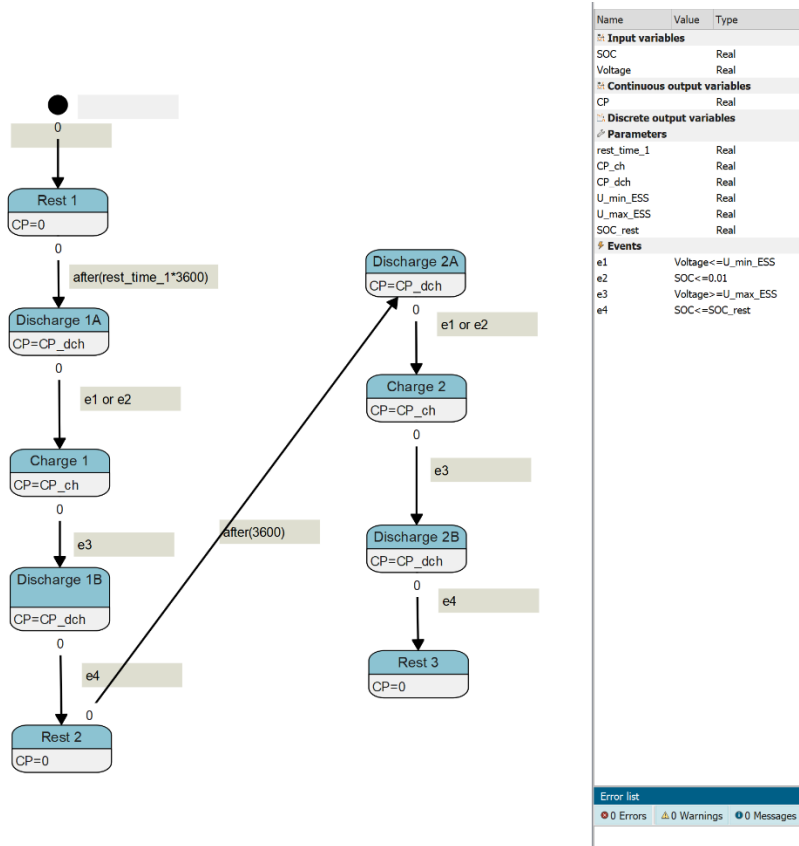 0
Rest 1
CP=0
0
after(rest_time_1*3600)
Discharge 1A
CP=CP_dch
0
e1 or e2
Charge 1
CP=CP_ch
0
e3
Discharge 1B
CP=CP_dch
0
e4
0
Rest 2
CP=0
after(3600)
Discharge 2A
CP=CP_dch
0
e1 or e2
Charge 2
CP=CP_ch
0
e3
Discharge 2B
CP=CP_dch
0
e4
Rest 3
CP=0
Name Value Type
Input variables
SOC Real
Voltage Real
Continuous output variables
CP Real
Discrete output variables
Parameters
rest_time_1 Real
CP_ch Real
CP_dch Real
U_min_ESS Real
U_max_ESS Real
SOC_rest Real
Events
e1 Voltage<=U_min_ESS
e2 SOC<=0.01
e3 Voltage>=U_max_ESS
e4 SOC<=SOC_rest
Error list
0 Errors 0 Warnings 0 Messages